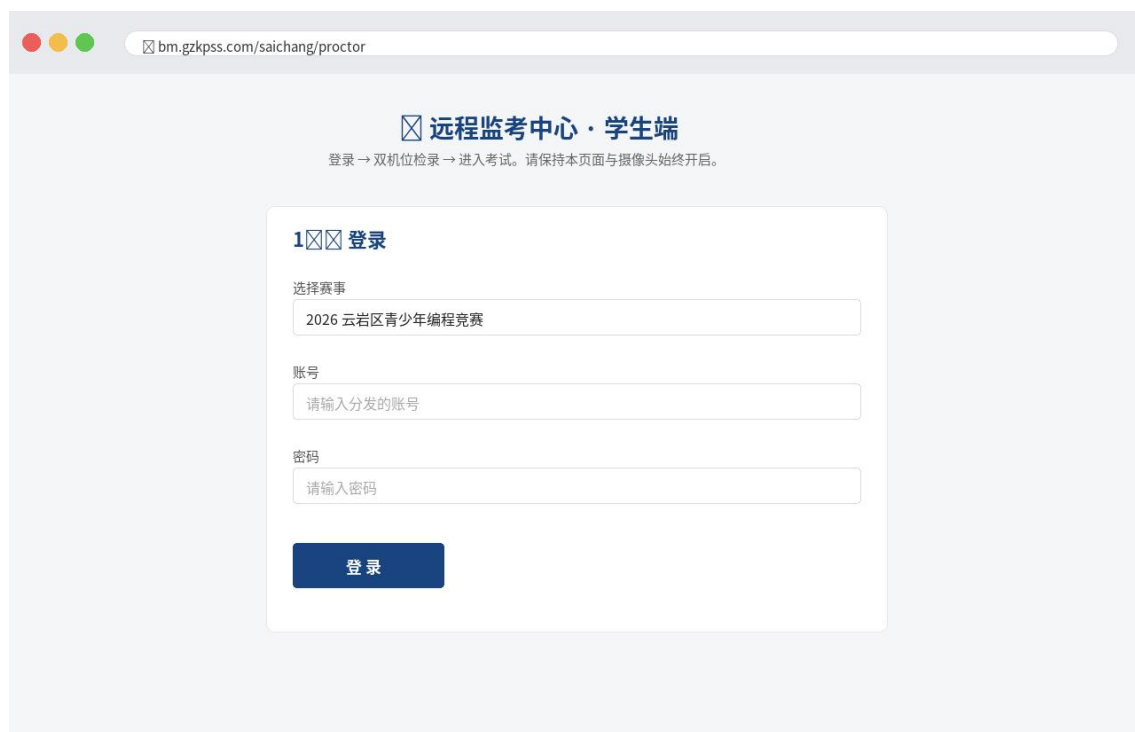 bm.gzkpss.com/saichang/proctor
远程监考中心 · 学生端
登录 → 双机位检录 → 进入考试。请保持本页面与摄像头始终开启。
1 登录
选择赛事
2026 云岩区青少年编程竞赛
账号
请输入分发的账号
密码
请输入密码
登 录